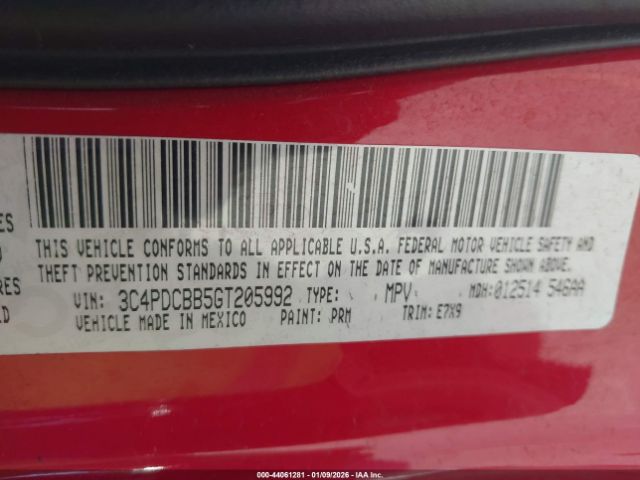 THIS VEHICLE CONFORMS TO ALL APPLICABLE U.S.A. FEDERAL MOTOR VEHICLE SAFETY AND
THEFT PREVENTION STANDARDS IN EFFECT ON THE DATE OF MANUFACTURE SHOWN ABOVE.
VIN: 3C4PDCBB5GT205992 TYPE: MPV MDH: 012514 546AA
VEHICLE MADE IN MEXICO PAINT: PRM TRIM: E7X9
000-44061281 - 01/09/2026 - IAA Inc.